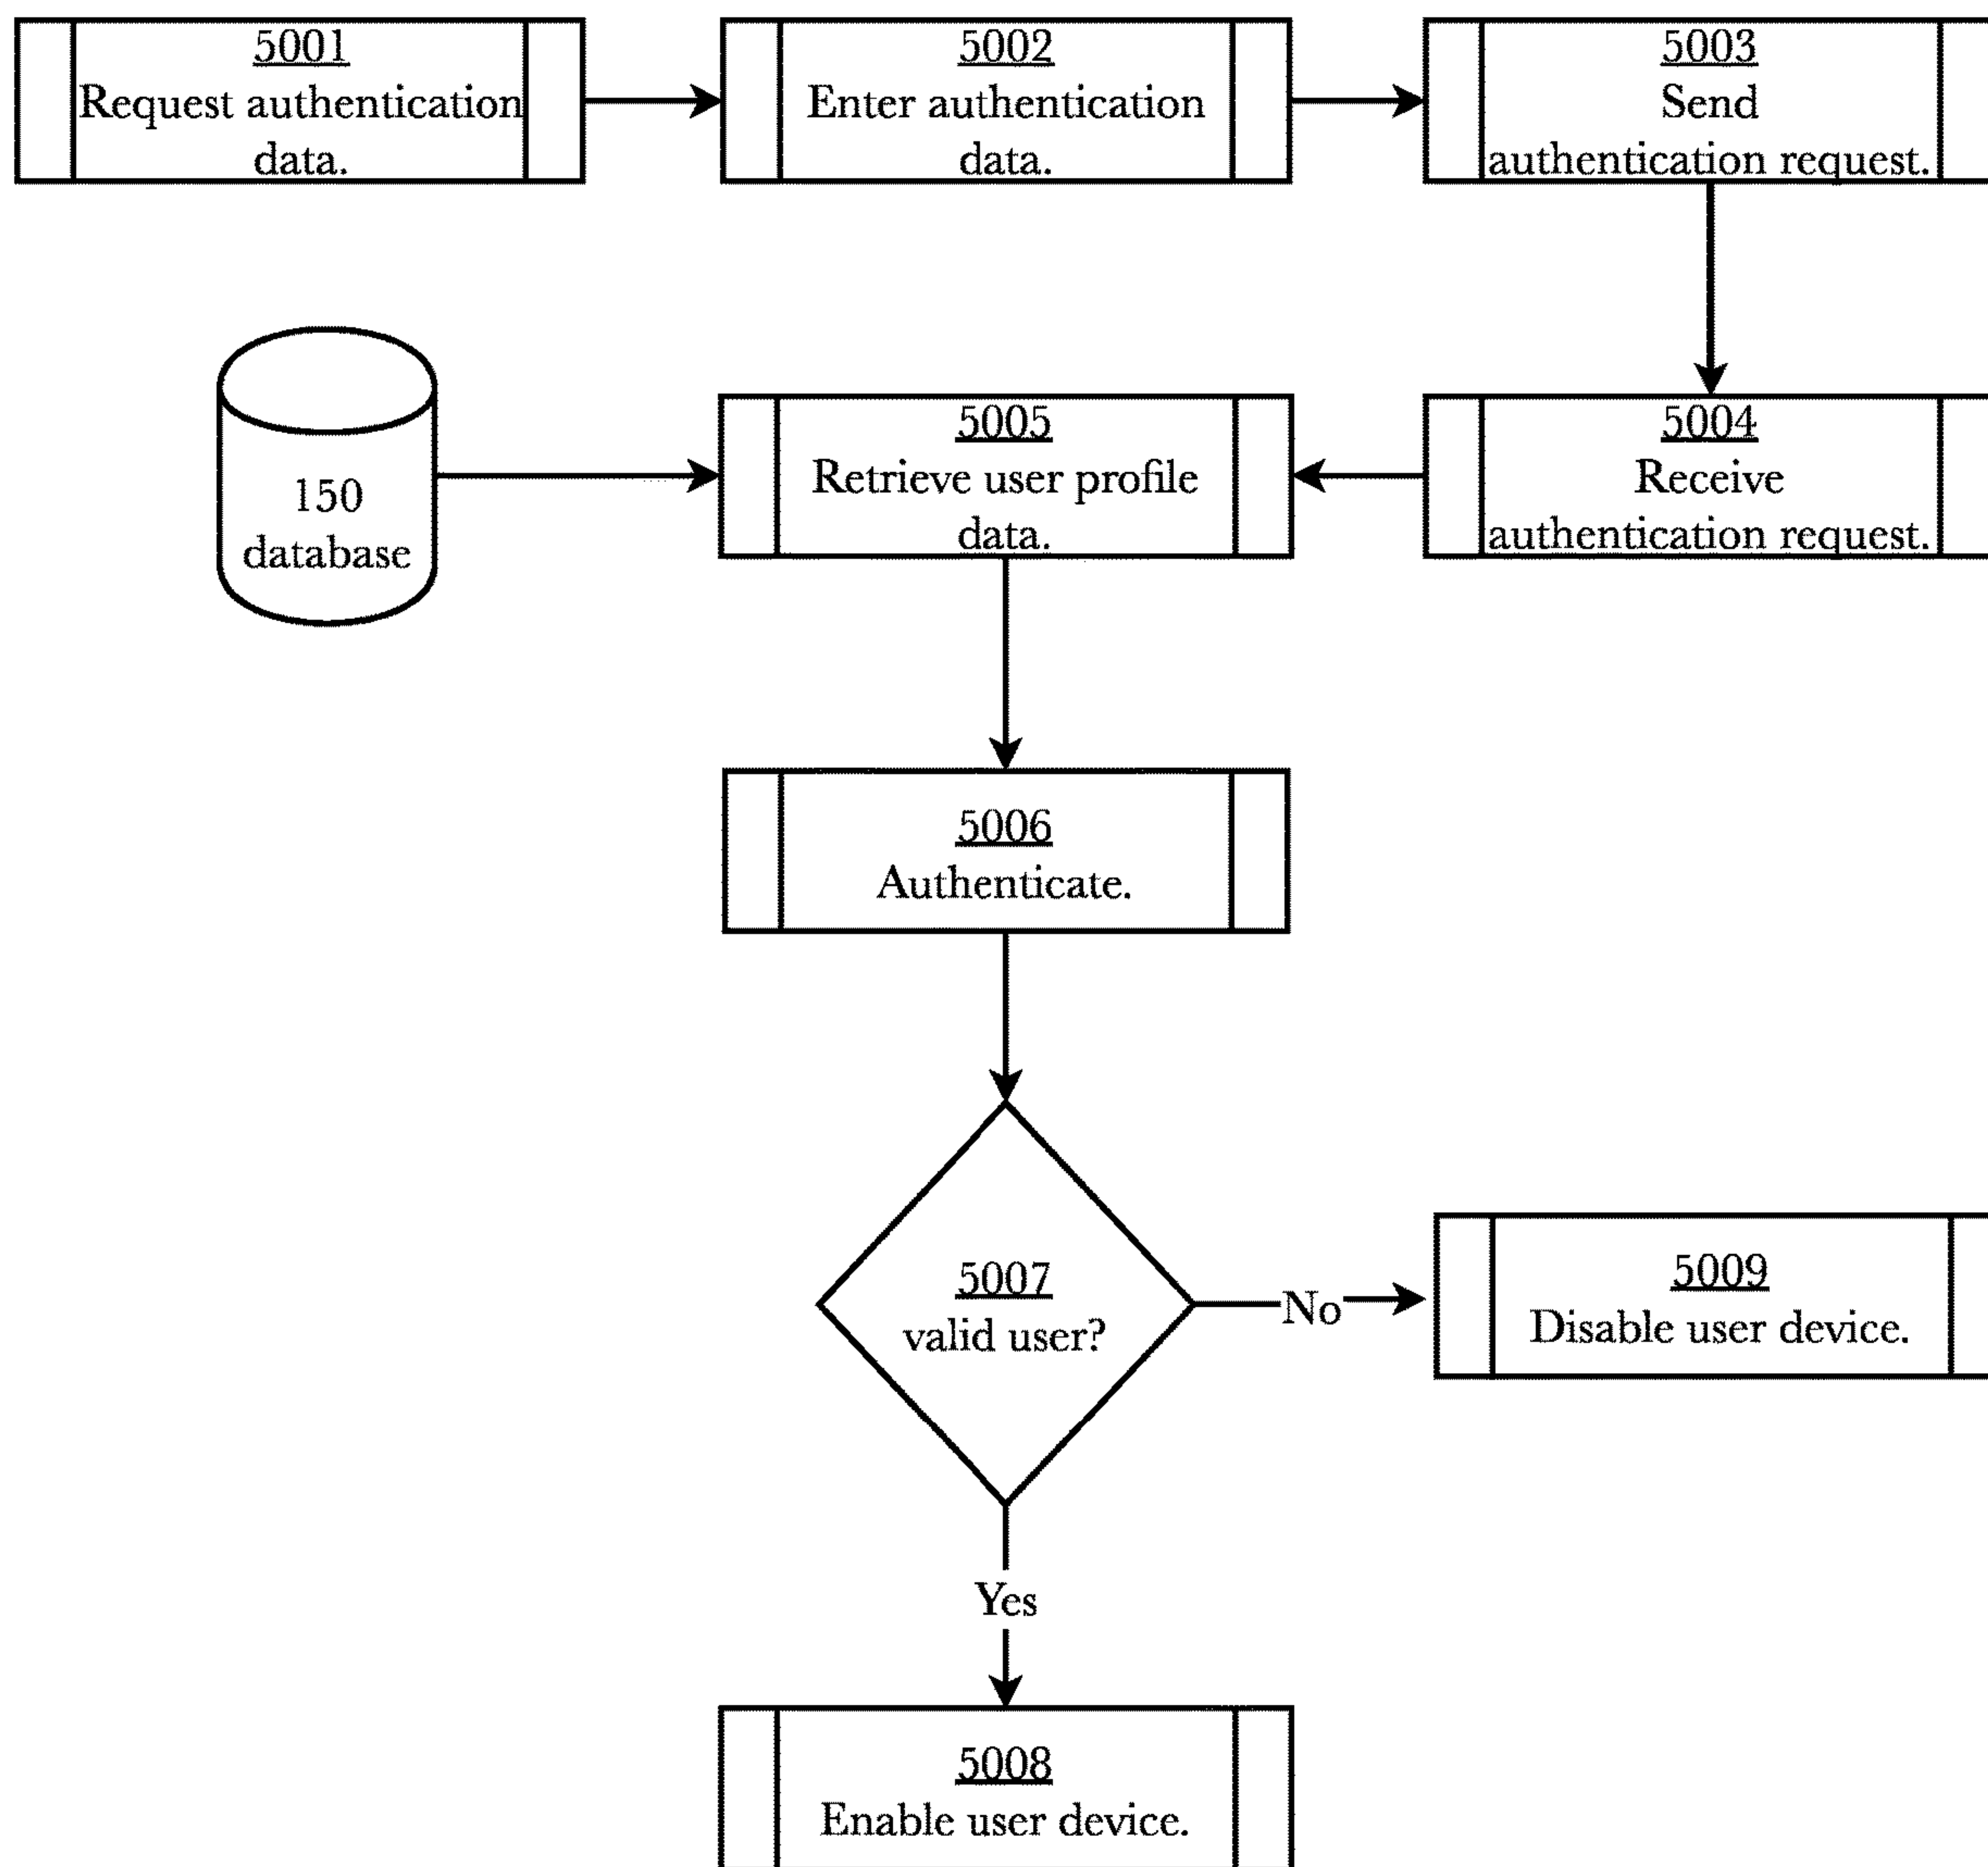 5001
Request authentication
data.
5002
Enter authentication
data.
5003
Send
authentication request.
150
database
5005
Retrieve user profile
data.
5004
Receive
authentication request.
5006
Authenticate.
5007
valid user?
No
5009
Disable user device.
Yes
5008
Enable user device.